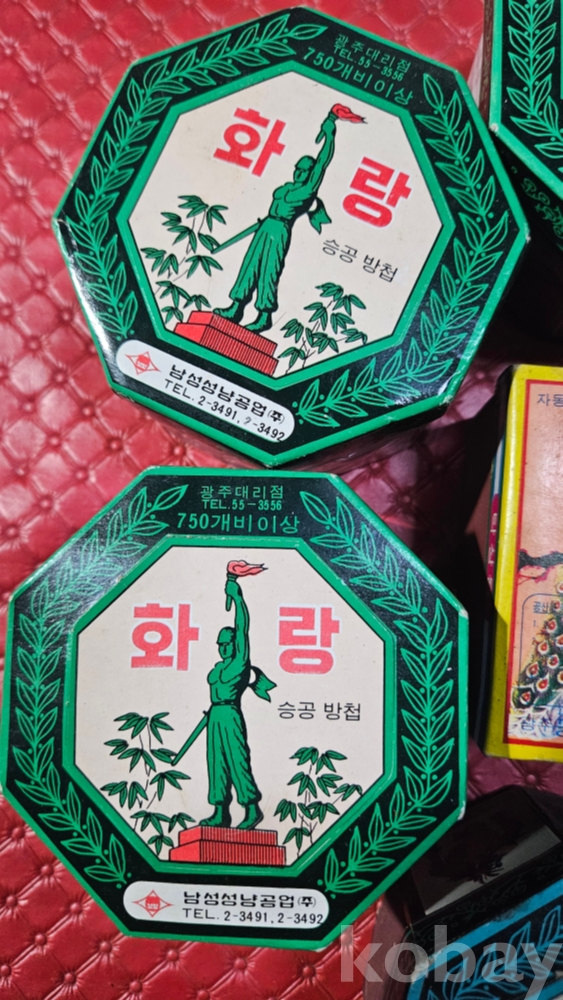 광주대리점
TEL.55-3556
750개비이상
화랑
승공 방첩
남성성냥공업(주)
TEL. 2-3491, 2-3492
광주대리점
TEL.55-3556
750개비이상
화랑
승공 방첩
남성성냥공업(주)
TEL. 2-3491, 2-3492
자동
kobay